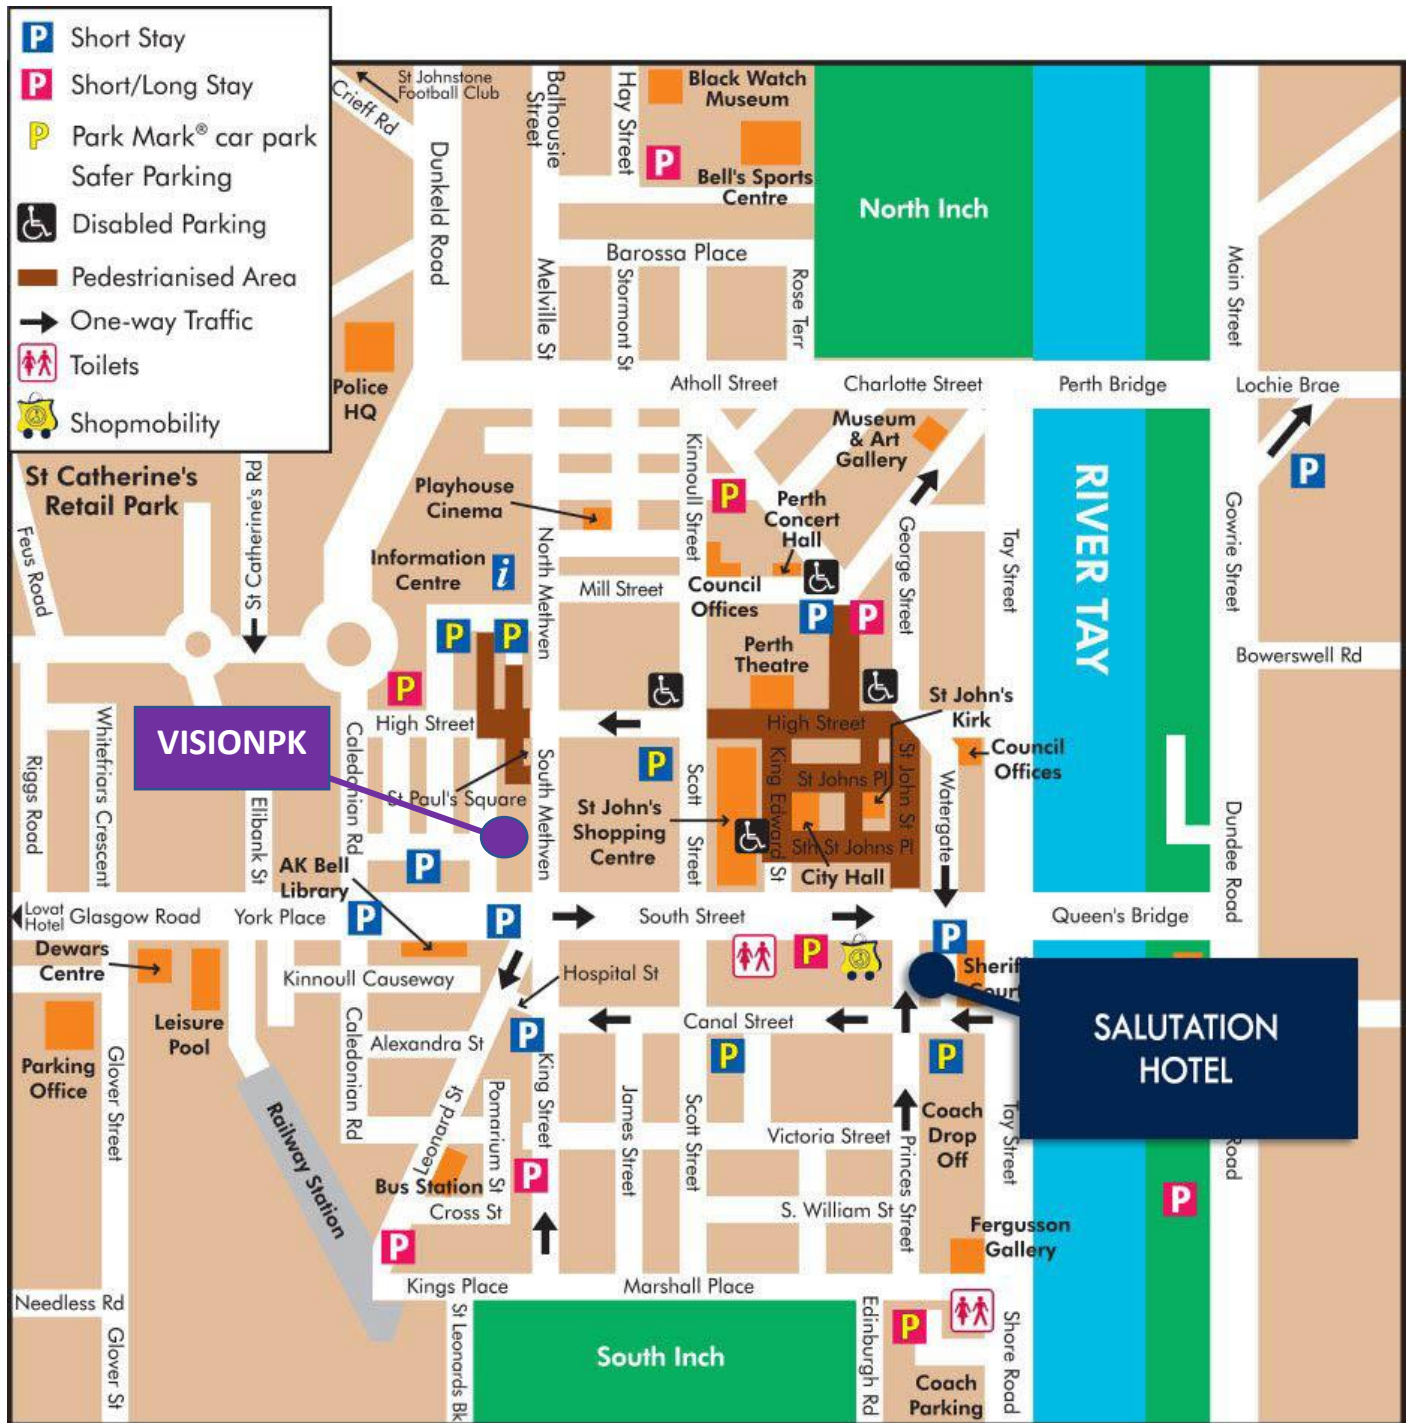 P Short Stay
P Short/Long Stay
P Park Mark® car park
Safer Parking
Disabled Parking
Pedestrianised Area
One-way Traffic
Toilets
Shopmobility
St Johnstone
Football Club
Crieff Rd
Dunkeld Road
Balhousie
Street
Hay Street
Black Watch
Museum
P
Bell's Sports
Centre
North Inch
Barossa Place
Melville St
Stormont St
Rose Terr
Main Street
Police
HQ
Atholl Street
Charlotte Street
Perth Bridge
Lochie Brae
Museum
& Art
Gallery
St Catherine's
Retail Park
St Catherine's Rd
Feus Road
Playhouse
Cinema
Kinnoull Street
P
Perth
Concert
Hall
P
RIVER TAY
Gowrie Street
Information
Centre
i
North Methven
Mill Street
Council
Offices
George Street
Tay Street
P
P
P
P
Perth
Theatre
Bowerswell Rd
P
High Street
High Street
St John's
Kirk
VISIONPK
Whitefriars Crescent
Riggs Road
Caledonian Rd
South Methven
P
Scott
Street
King Edward St
St Johns Pl
St John St
Watergate
Council
Offices
St Paul's Square
St John's
Shopping
Centre
Elibank St
Sth St Johns Pl
City Hall
Dundee Road
P
AK Bell
Library
Lovat
Hotel
Glasgow Road
York Place
P
P
South Street
Queen's Bridge
P
Dewars
Centre
Kinnoull Causeway
Hospital St
P
Sheriff
Court
Leisure
Pool
Parking
Office
Caledonian Rd
Alexandra St
P
Canal Street
P
P
SALUTATION
HOTEL
Glover Street
Railway Station
Leonard St
Pomarium St
King Street
James Street
Scott Street
Victoria Street
Princes Street
Coach
Drop
Off
Tay Street
Road
Bus Station
P
Cross St
S. William St
P
P
Fergusson
Gallery
Kings Place
Marshall Place
Needless Rd
Glover St
St Leonards Bk
South Inch
Edinburgh Rd
P
Shore Road
Coach
Parking